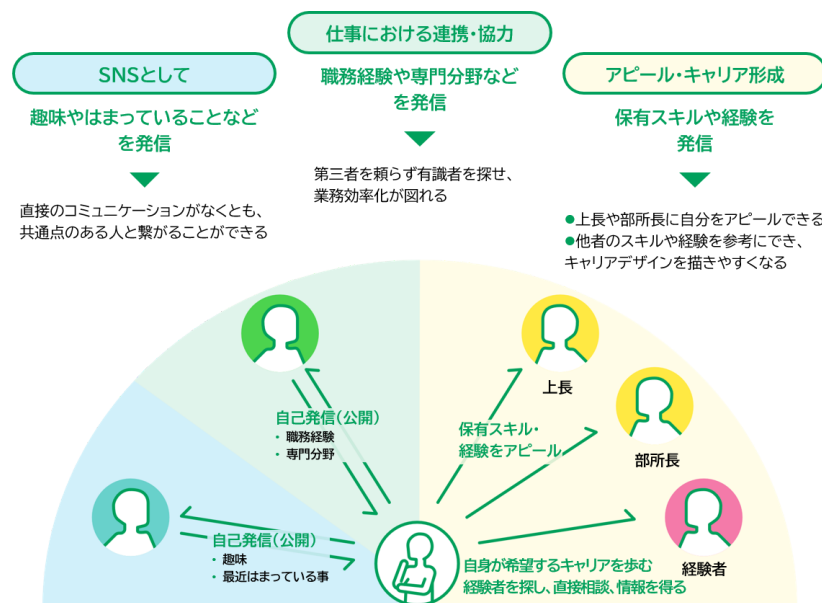 仕事における連携・協力
職務経験や専門分野など
を発信
第三者を頼らず有識者を探せ、
業務効率化が図れる
SNSとして
趣味やはまっていることなど
を発信
直接のコミュニケーションがなくとも、
共通点のある人と繋がることができる
アピール・キャリア形成
保有スキルや経験を
発信
●上長や部所長に自分をアピールできる
●他者のスキルや経験を参考にでき、
キャリアデザインを描きやすくなる
自己発信(公開)
・ 職務経験
・ 専門分野
自己発信(公開)
・ 趣味
・ 最近はまっている事
上長
保有スキル・
経験をアピール
部所長
経験者
自身が希望するキャリアを歩む
経験者を探し、直接相談、情報を得る